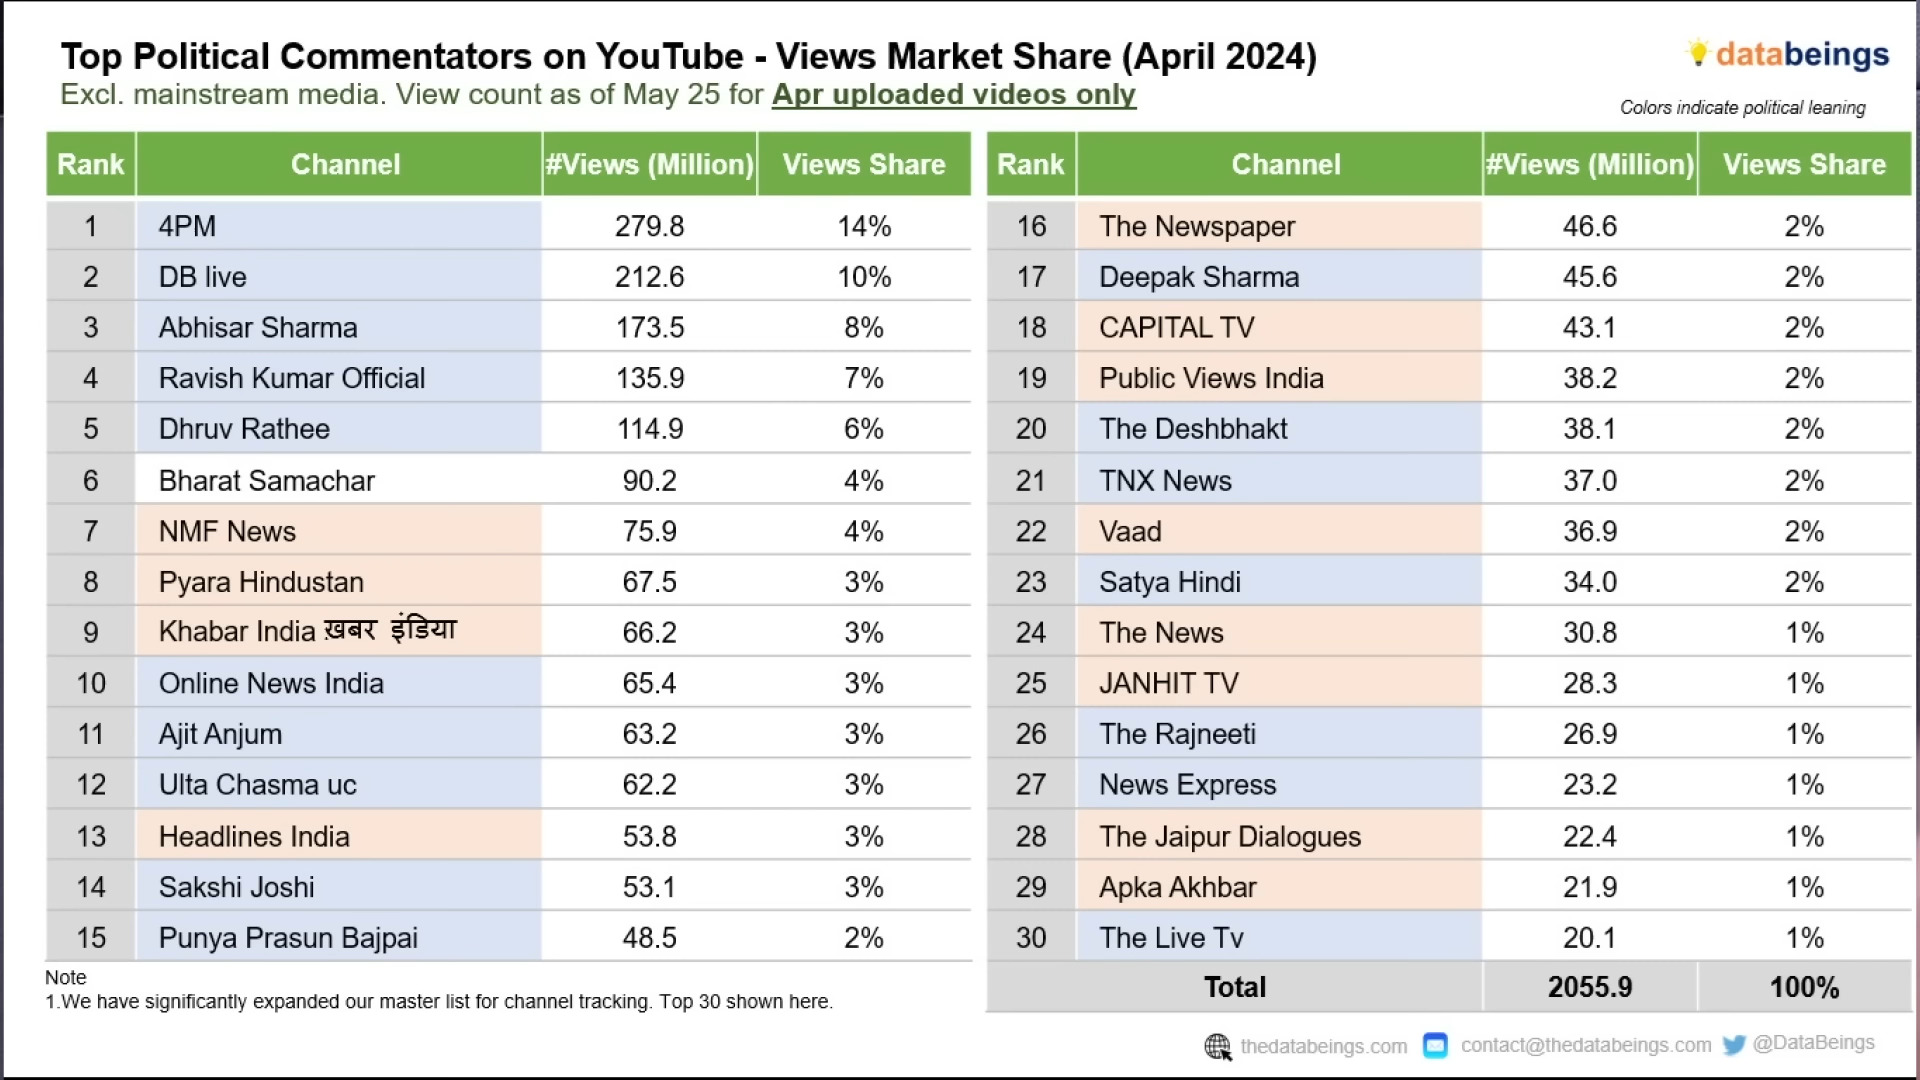 Top Political Commentators on YouTube - Views Market Share (April 2024)
Excl. mainstream media. View count as of May 25 for Apr uploaded videos only
databeings
Colors indicate political leaning
Rank Channel #Views (Million) Views Share
1 4PM 279.8 14%
2 DB live 212.6 10%
3 Abhisar Sharma 173.5 8%
4 Ravish Kumar Official 135.9 7%
5 Dhruv Rathee 114.9 6%
6 Bharat Samachar 90.2 4%
7 NMF News 75.9 4%
8 Pyara Hindustan 67.5 3%
9 Khabar India ख़बर इंडिया 66.2 3%
10 Online News India 65.4 3%
11 Ajit Anjum 63.2 3%
12 Ulta Chasma uc 62.2 3%
13 Headlines India 53.8 3%
14 Sakshi Joshi 53.1 3%
15 Punya Prasun Bajpai 48.5 2%
Rank Channel #Views (Million) Views Share
16 The Newspaper 46.6 2%
17 Deepak Sharma 45.6 2%
18 CAPITAL TV 43.1 2%
19 Public Views India 38.2 2%
20 The Deshbhakt 38.1 2%
21 TNX News 37.0 2%
22 Vaad 36.9 2%
23 Satya Hindi 34.0 2%
24 The News 30.8 1%
25 JANHIT TV 28.3 1%
26 The Rajneeti 26.9 1%
27 News Express 23.2 1%
28 The Jaipur Dialogues 22.4 1%
29 Apka Akhbar 21.9 1%
30 The Live Tv 20.1 1%
Total 2055.9 100%
Note
1.We have significantly expanded our master list for channel tracking. Top 30 shown here.
thedatabeings.com contact@thedatabeings.com @DataBeings